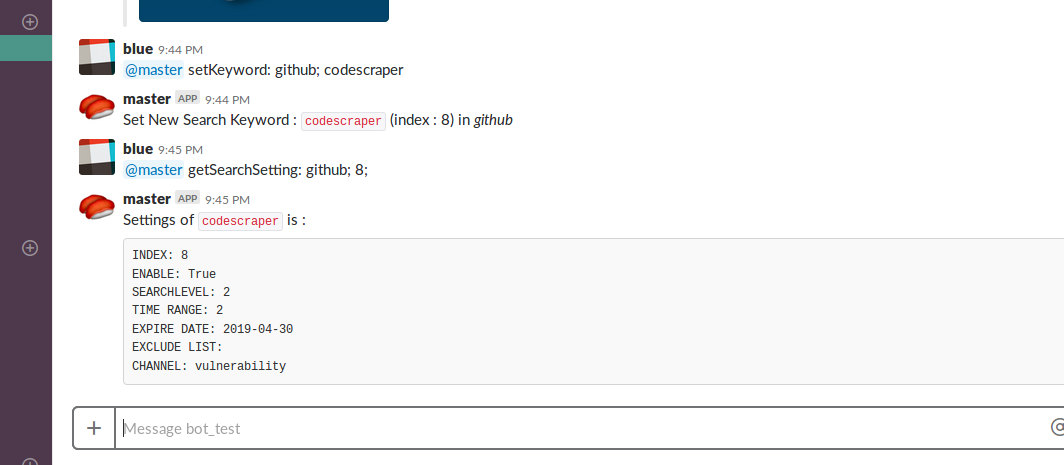 blue 9:44 PM
@master setKeyword: github; codescraper
master APP 9:44 PM
Set New Search Keyword : codescraper (index : 8) in github
blue 9:45 PM
@master getSearchSetting: github; 8;
master APP 9:45 PM
Settings of codescraper is :
INDEX: 8
ENABLE: True
SEARCHLEVEL: 2
TIME RANGE: 2
EXPIRE DATE: 2019-04-30
EXCLUDE LIST:
CHANNEL: vulnerability
Message bot_test